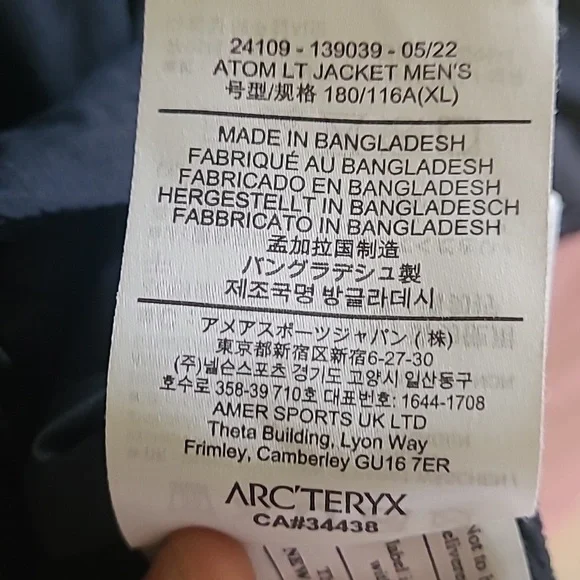 24109 - 139039 - 05/22
ATOM LT JACKET MEN'S
号型/规格 180/116A(XL)
MADE IN BANGLADESH
FABRIQUÉ AU BANGLADESH
FABRICADO EN BANGLADESH
HERGESTELLT IN BANGLADESCH
FABBRICATO IN BANGLADESH
孟加拉国制造
バングラデシュ製
제조국명 방글라데시
アメアスポーツジャパン (株)
東京都新宿区新宿6-27-30
(주)넬슨스포츠 경기도 고양시 일산동구
호수로 358-39 710호 대표번호: 1644-1708
AMER SPORTS UK LTD
Theta Building, Lyon Way
Frimley, Camberley GU16 7ER
ARC'TERYX
CA#34438
Not to